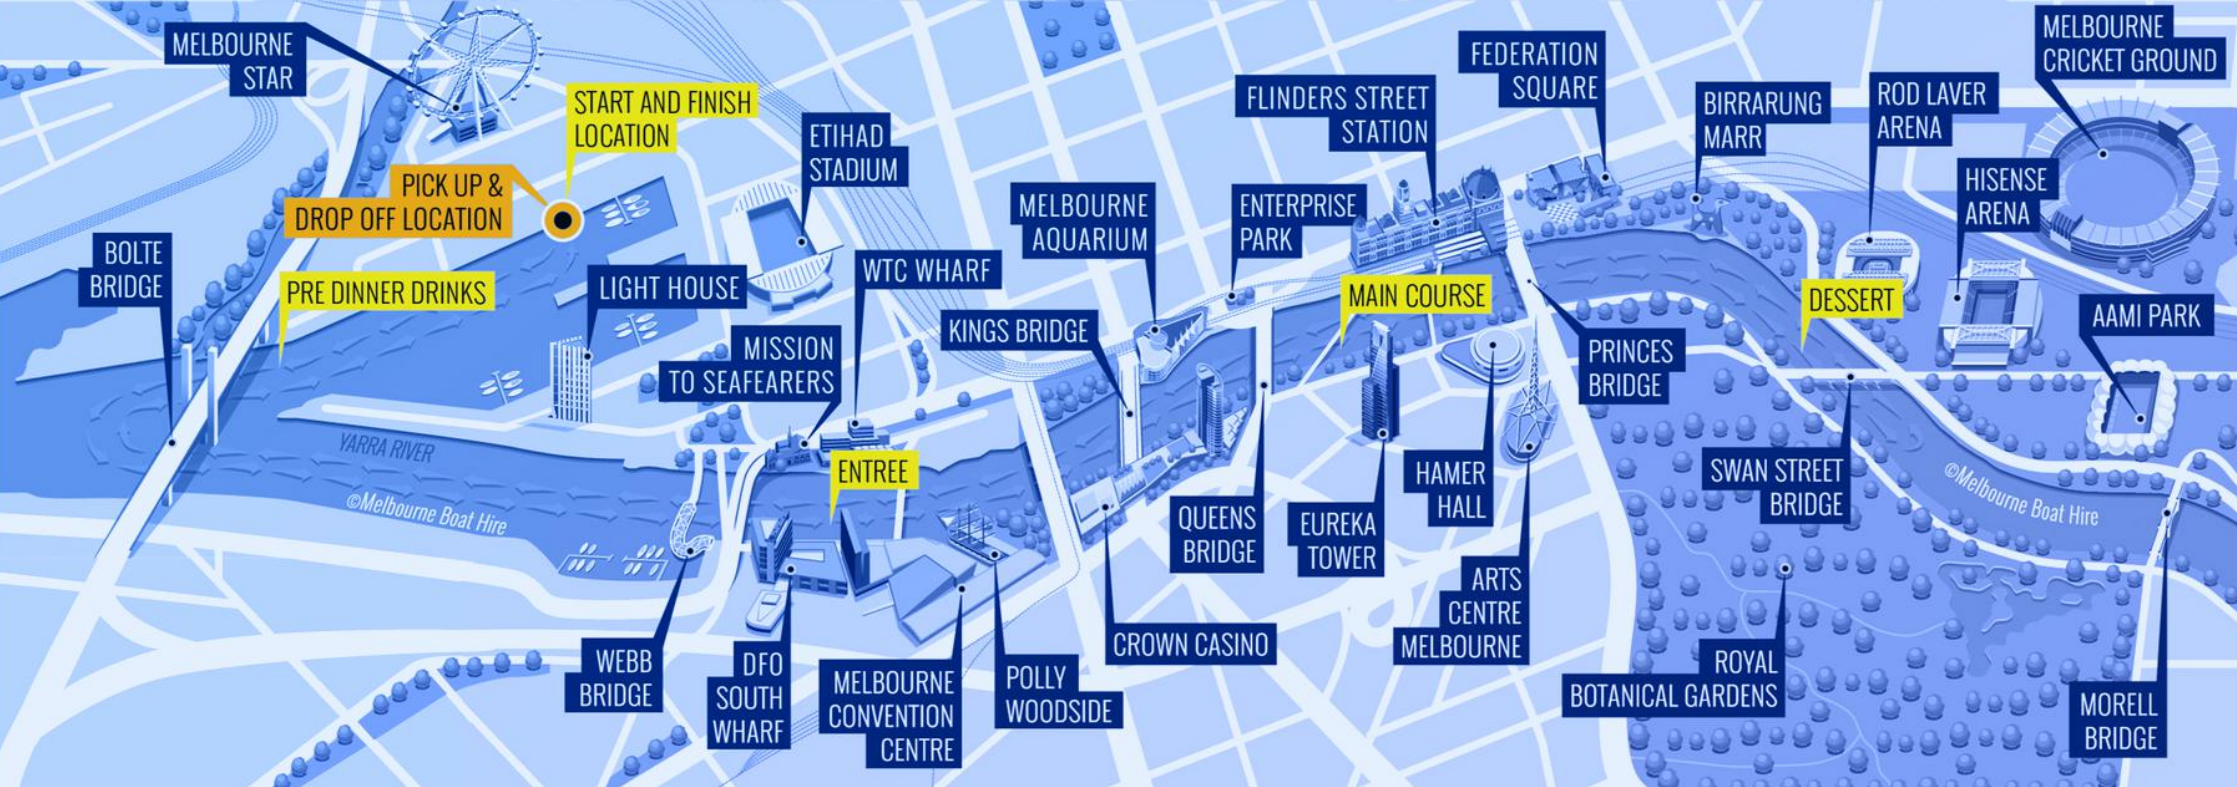 MELBOURNE
STAR
START AND FINISH
LOCATION
PICK UP &
DROP OFF LOCATION
BOLTE
BRIDGE
PRE DINNER DRINKS
LIGHT HOUSE
ETIHAD
STADIUM
WTC WHARF
MISSION
TO SEAFEARERS
YARRA RIVER
©Melbourne Boat Hire
ENTREE
WEBB
BRIDGE
DFO
SOUTH
WHARF
MELBOURNE
CONVENTION
CENTRE
POLLY
WOODSIDE
KINGS BRIDGE
MELBOURNE
AQUARIUM
ENTERPRISE
PARK
FLINDERS STREET
STATION
FEDERATION
SQUARE
MAIN COURSE
CROWN CASINO
QUEENS
BRIDGE
EUREKA
TOWER
HAMER
HALL
ARTS
CENTRE
MELBOURNE
PRINCES
BRIDGE
BIRRARUNG
MARR
ROD LAVER
ARENA
MELBOURNE
CRICKET GROUND
HISENSE
ARENA
DESSERT
AAMI PARK
SWAN STREET
BRIDGE
©Melbourne Boat Hire
ROYAL
BOTANICAL GARDENS
MORELL
BRIDGE